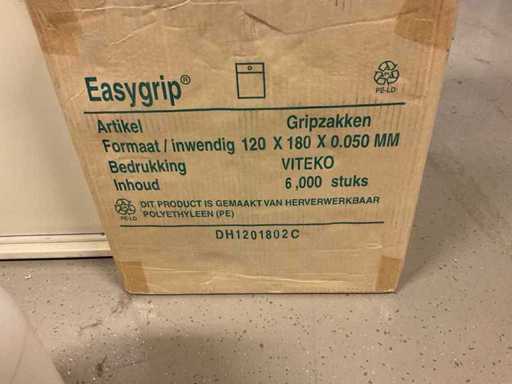 Easygrip®
PE-LD
Artikel Gripzakken
Formaat / inwendig 120 X 180 X 0.050 MM
Bedrukking VITEKO
Inhoud 6,000 stuks
PE-LD DIT PRODUCT IS GEMAAKT VAN HERVERWERKBAAR
POLYETHYLEEN (PE)
DH1201802C